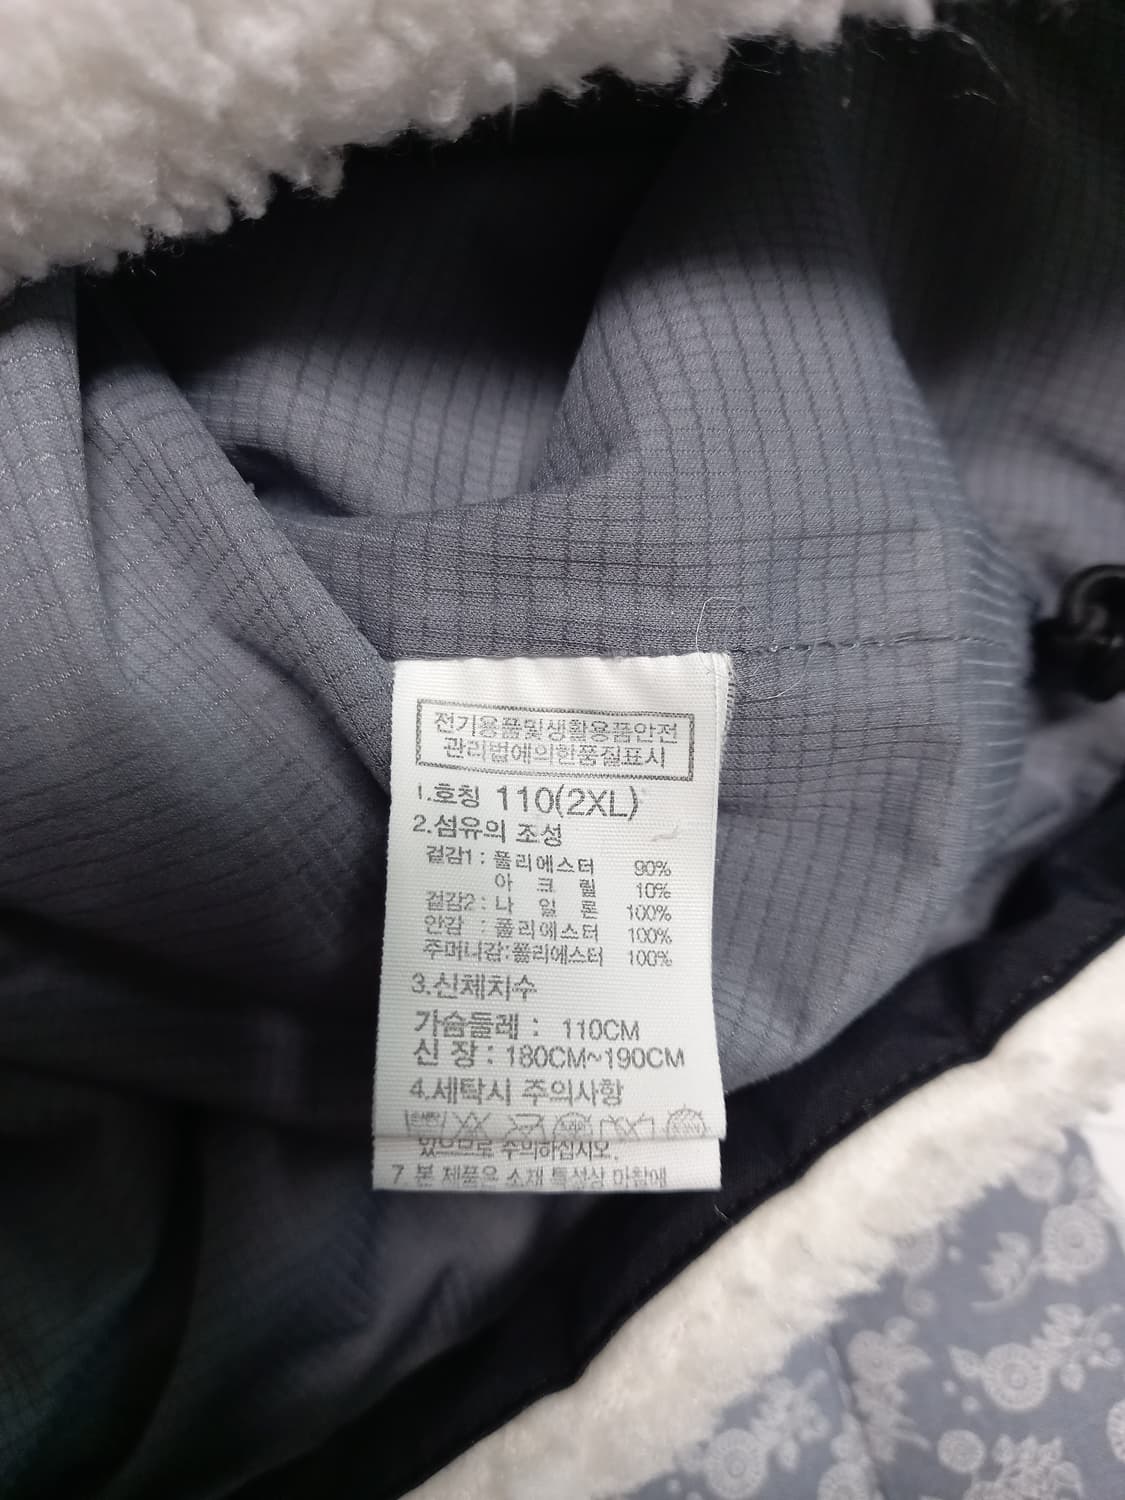 전기용품및생활용품안전
관리법에의한품질표시
1.호칭 110(2XL)
2.섬유의 조성
겉감1 : 폴리에스터 90%
아 크 릴 10%
겉감2 : 나 일 론 100%
안감 : 폴리에스터 100%
주머니감:폴리에스터 100%
3.신체치수
가슴둘레 : 110CM
신 장 : 180CM~190CM
4.세탁시 주의사항
있으므로 주의하십시오.
7 본 제품은 소재 특성상 마찰에